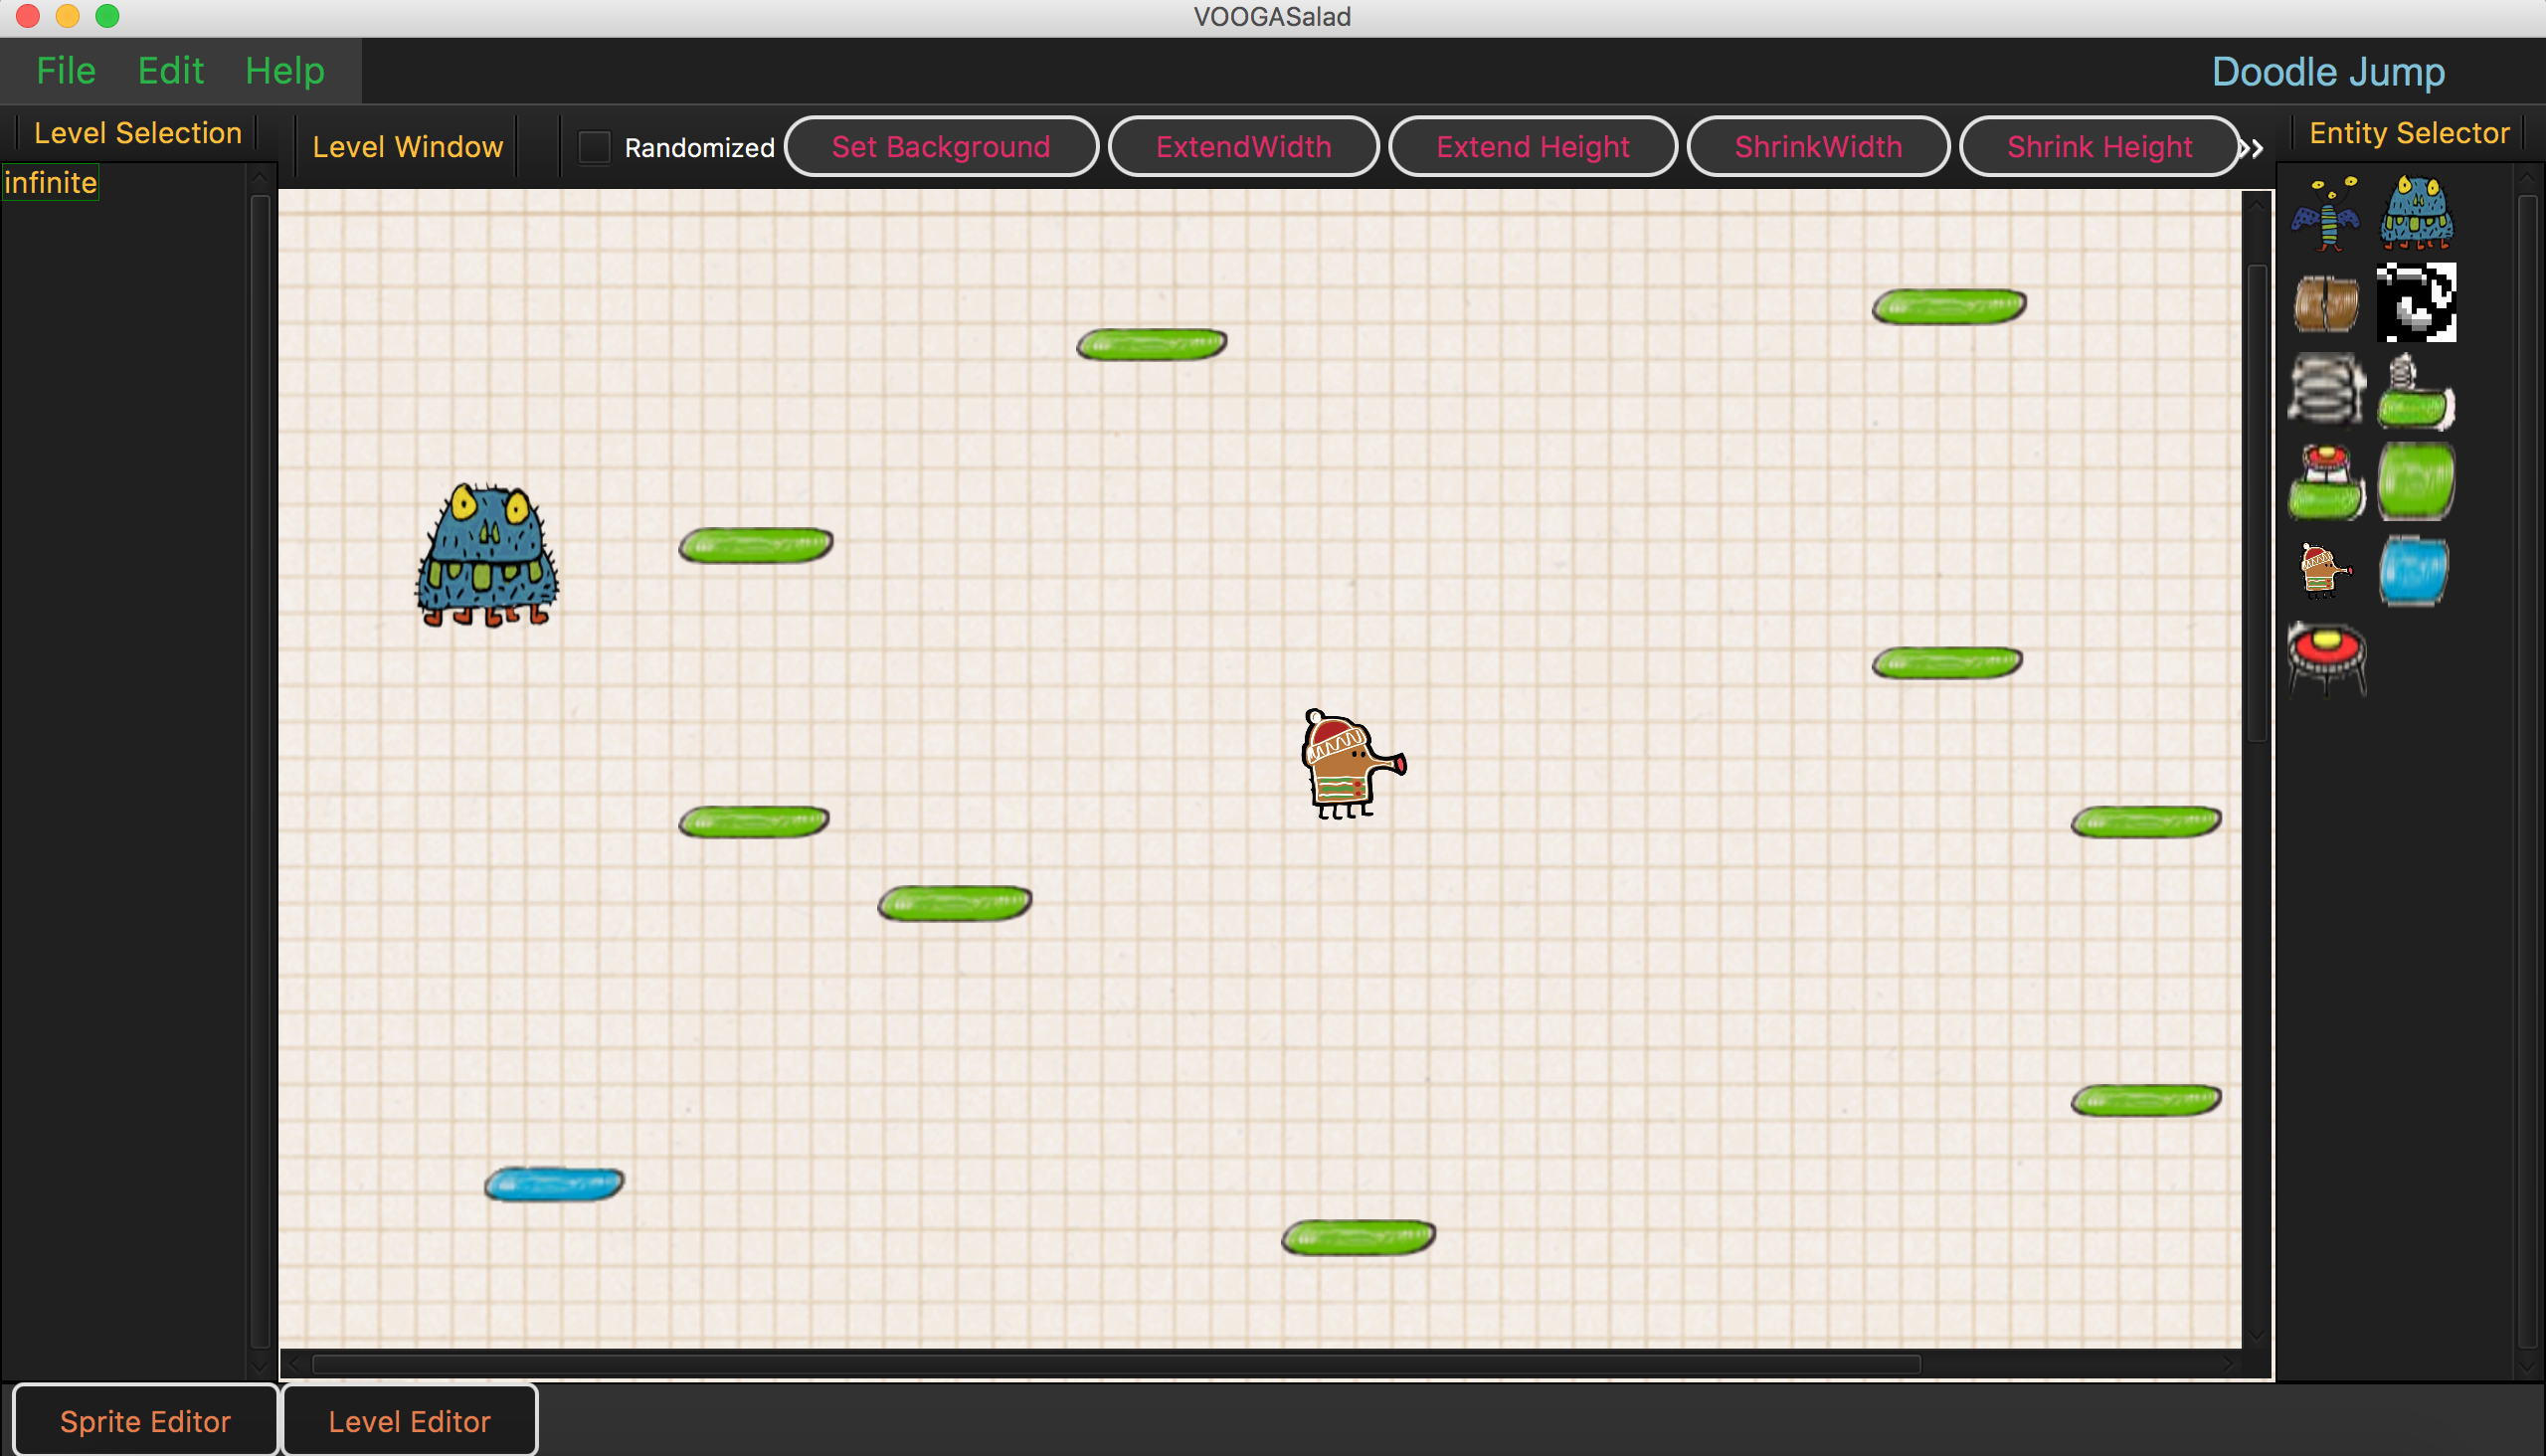 VOOGASalad
File Edit Help
Doodle Jump
Level Selection
Level Window
Randomized
Set Background
ExtendWidth
Extend Height
ShrinkWidth
Shrink Height
Entity Selector
infinite
Sprite Editor
Level Editor